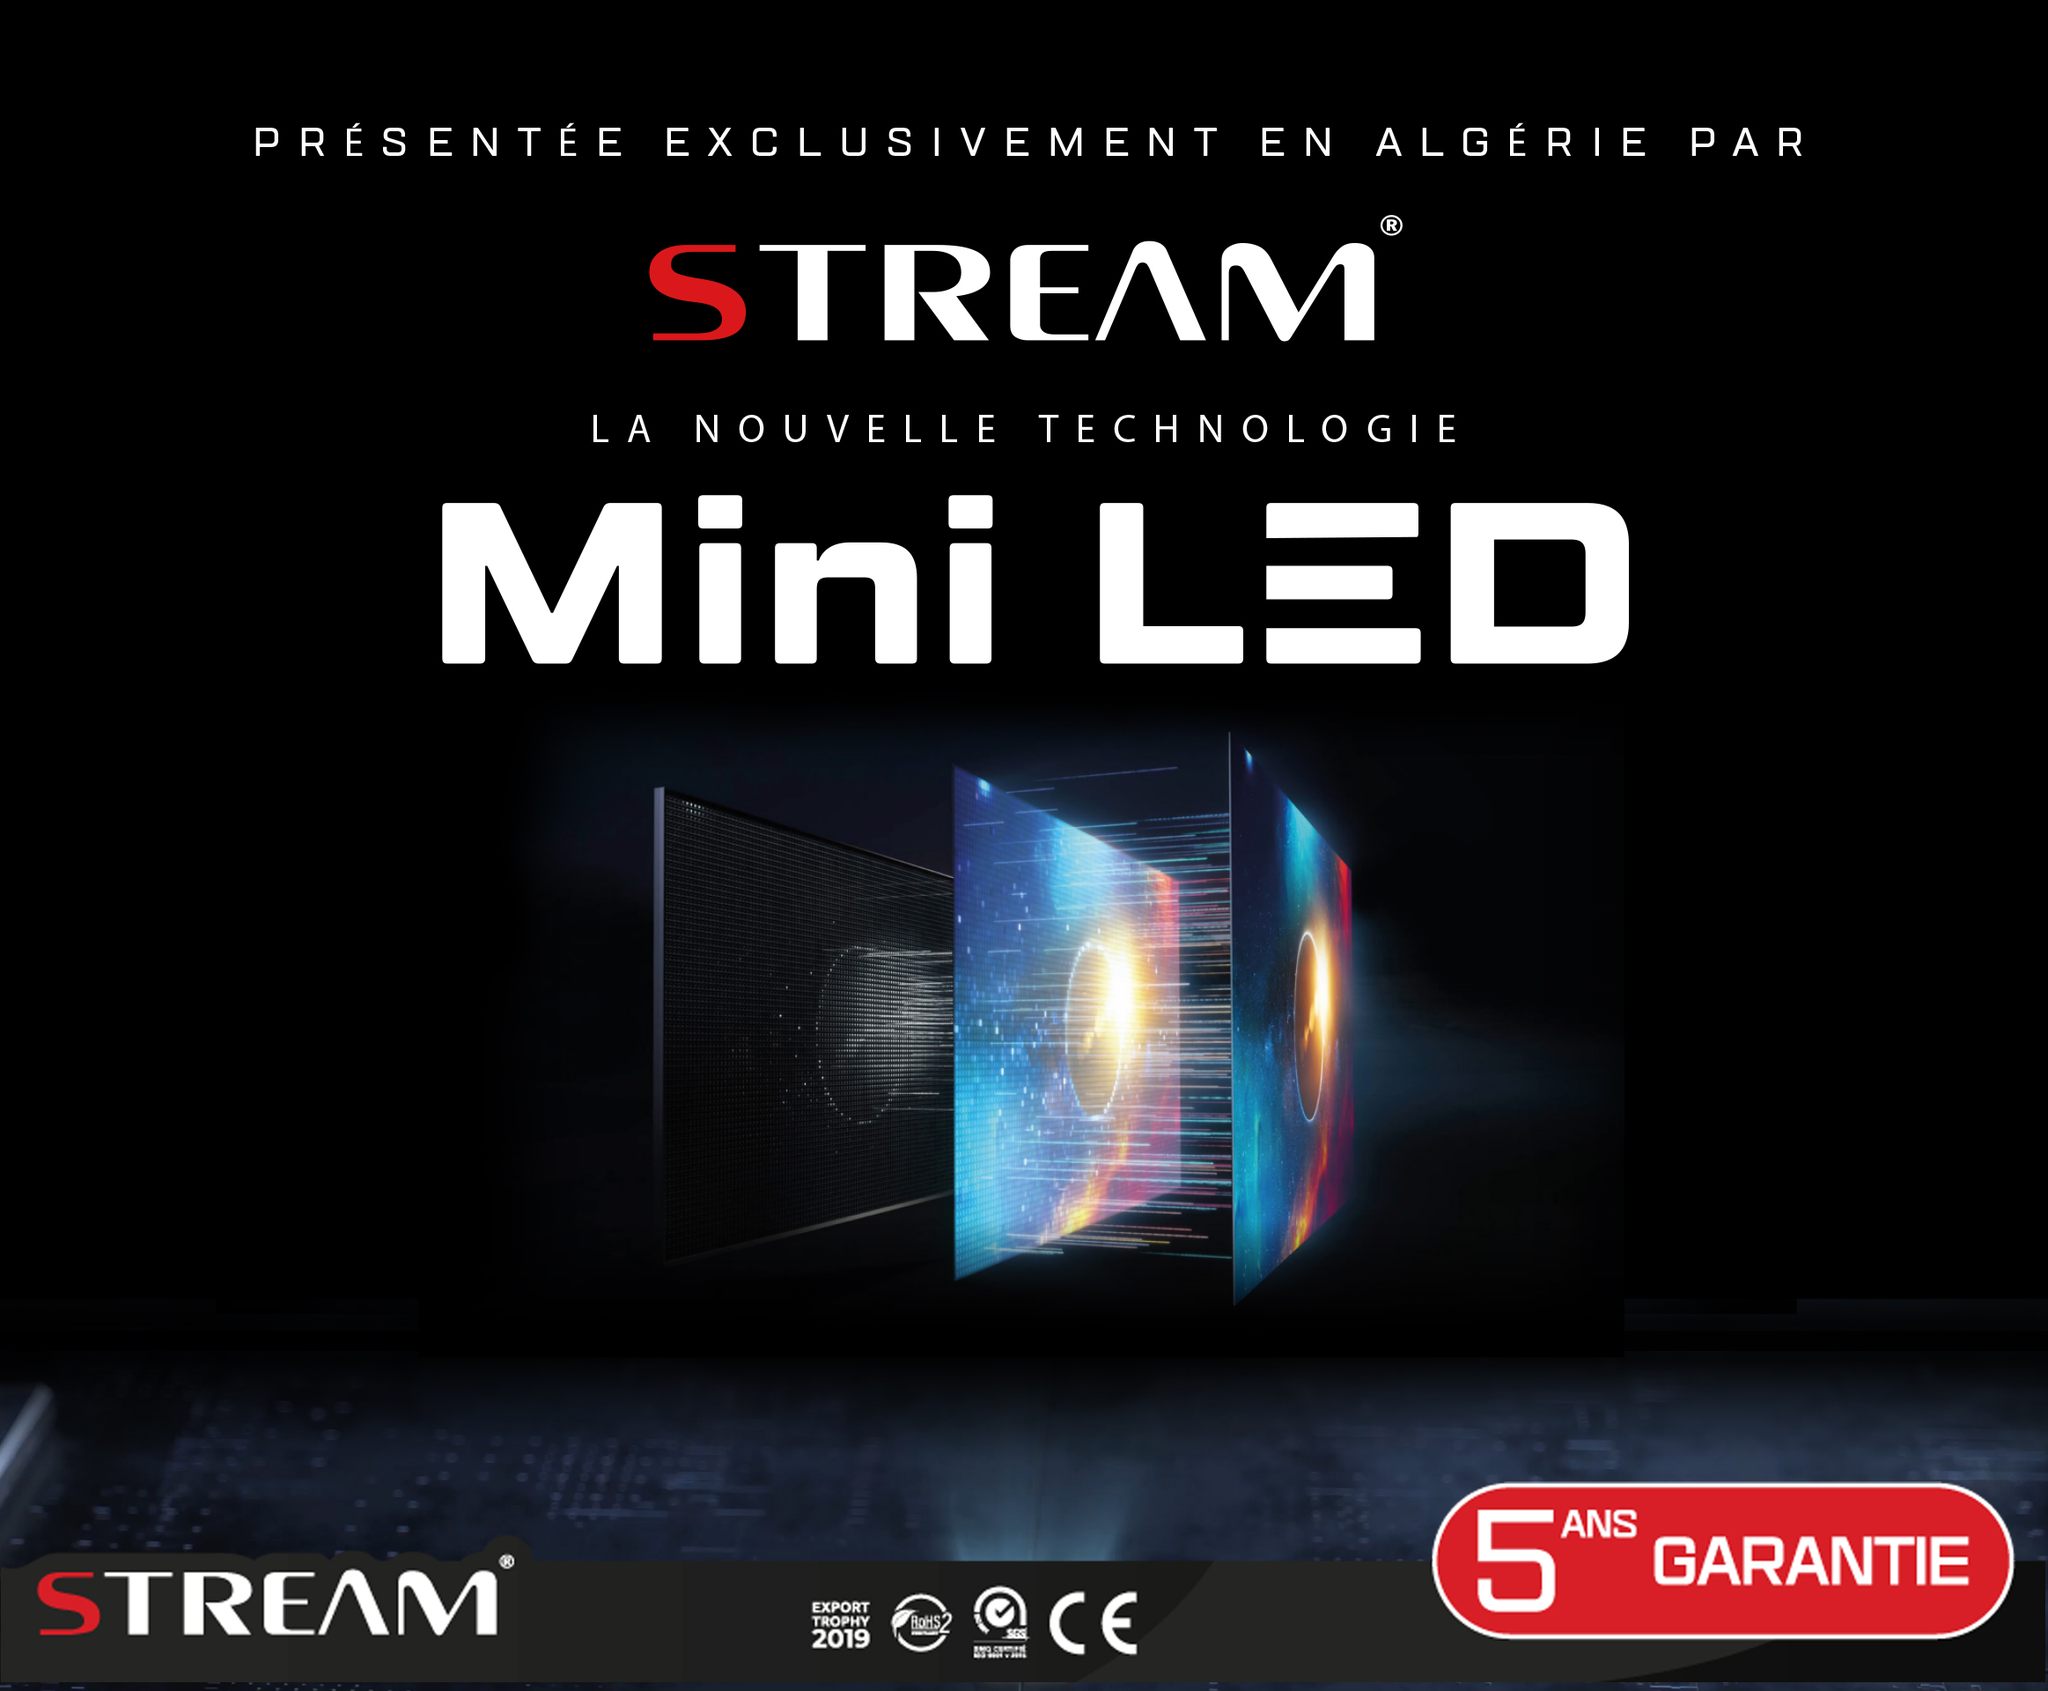 PRÉSENTÉE EXCLUSIVEMENT EN ALGÉRIE PAR
STREAM®
LA NOUVELLE TECHNOLOGIE
Mini LED
5 ANS GARANTIE
STREAM®
EXPORT
TROPHY
2019
RoHS2
SGS
CE